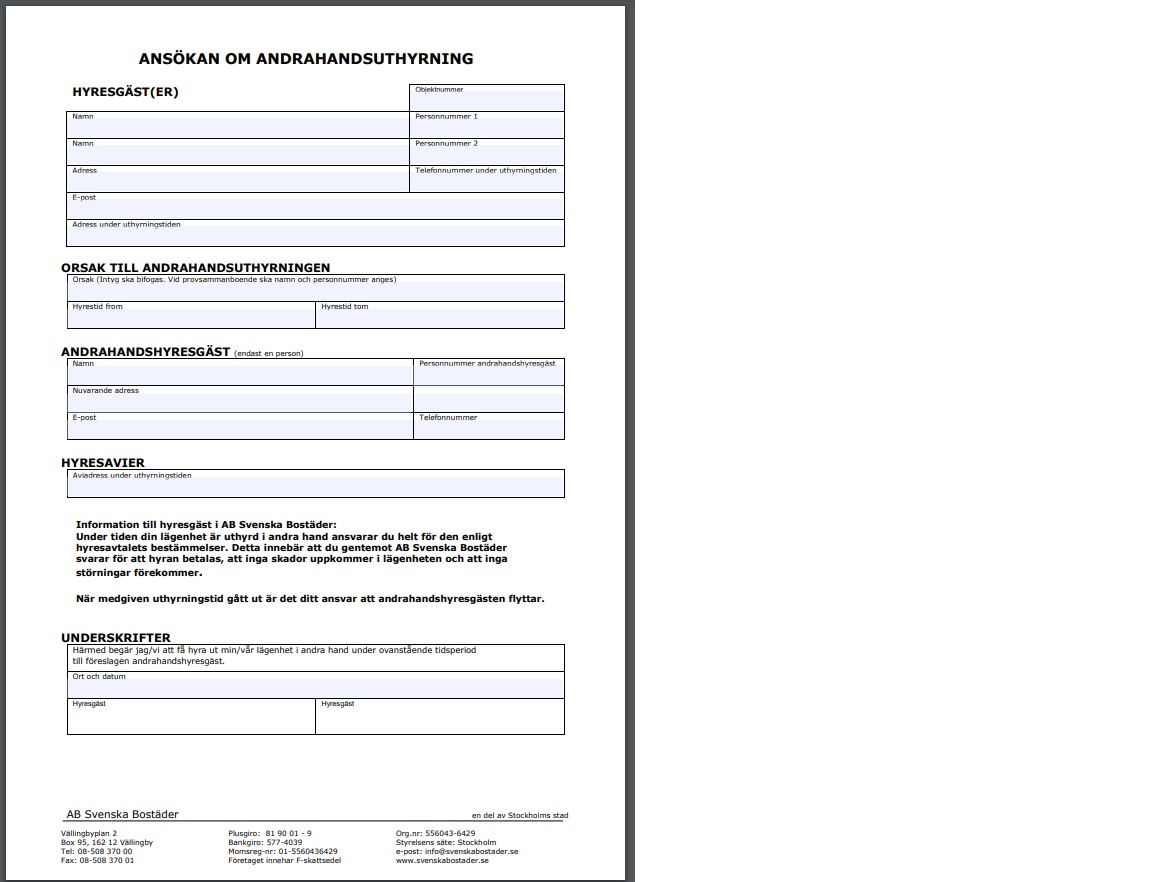 ANSÖKAN OM ANDRAHANDSUTHYRNING
HYRESGÄST(ER)
Objektnummer
Namn
Personnummer 1
Namn
Personnummer 2
Adress
Telefonnummer under uthyrningstiden
E-post
Adress under uthyrningstiden
ORSAK TILL ANDRAHANDSUTHYRNINGEN
Orsak (Intyg ska bifogas. Vid provsammanboende ska namn och personnummer anges)
Hyrestid from
Hyrestid tom
ANDRAHANDSHYRESGÄST (endast en person)
Namn
Personnummer andrahandshyresgäst
Nuvarande adress
E-post
Telefonnummer
HYRESAVIER
Aviadress under uthyrningstiden
Information till hyresgäst i AB Svenska Bostäder:
Under tiden din lägenhet är uthyrd i andra hand ansvarar du helt för den enligt
hyresavtalets bestämmelser. Detta innebär att du gentemot AB Svenska Bostäder
svarar för att hyran betalas, att inga skador uppkommer i lägenheten och att inga
störningar förekommer.
När medgiven uthyrningstid gått ut är det ditt ansvar att andrahandshyresgästen flyttar.
UNDERSKRIFTER
Härmed begär jag/vi att få hyra ut min/vår lägenhet i andra hand under ovanstående tidsperiod
till föreslagen andrahandshyresgäst.
Ort och datum
Hyresgäst
Hyresgäst
AB Svenska Bostäder
en del av Stockholms stad
Vällingbyplan 2
Box 95, 162 12 Vällingby
Tel: 08-508 370 00
Fax: 08-508 370 01
Plusgiro: 81 90 01 - 9
Bankgiro: 577-4039
Momsreg-nr: 01-5560436429
Företaget innehar F-skattsedel
Org.nr: 556043-6429
Styrelsens säte: Stockholm
e-post: info@svenskabostader.se
www.svenskabostader.se